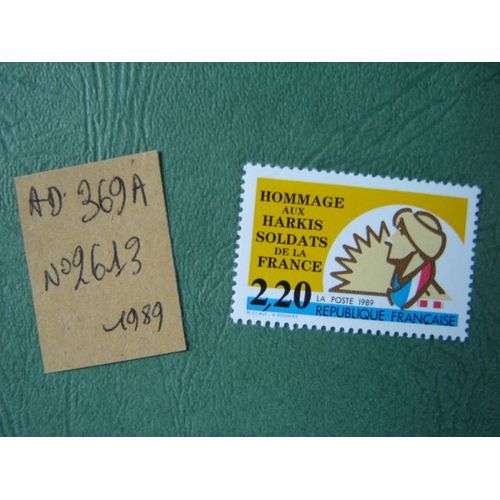 AD. 369A
N° 2613
1989
HOMMAGE
AUX
HARKIS
SOLDATS
DE LA
FRANCE
2,20
LA POSTE 1989
REPUBLIQUE FRANÇAISE